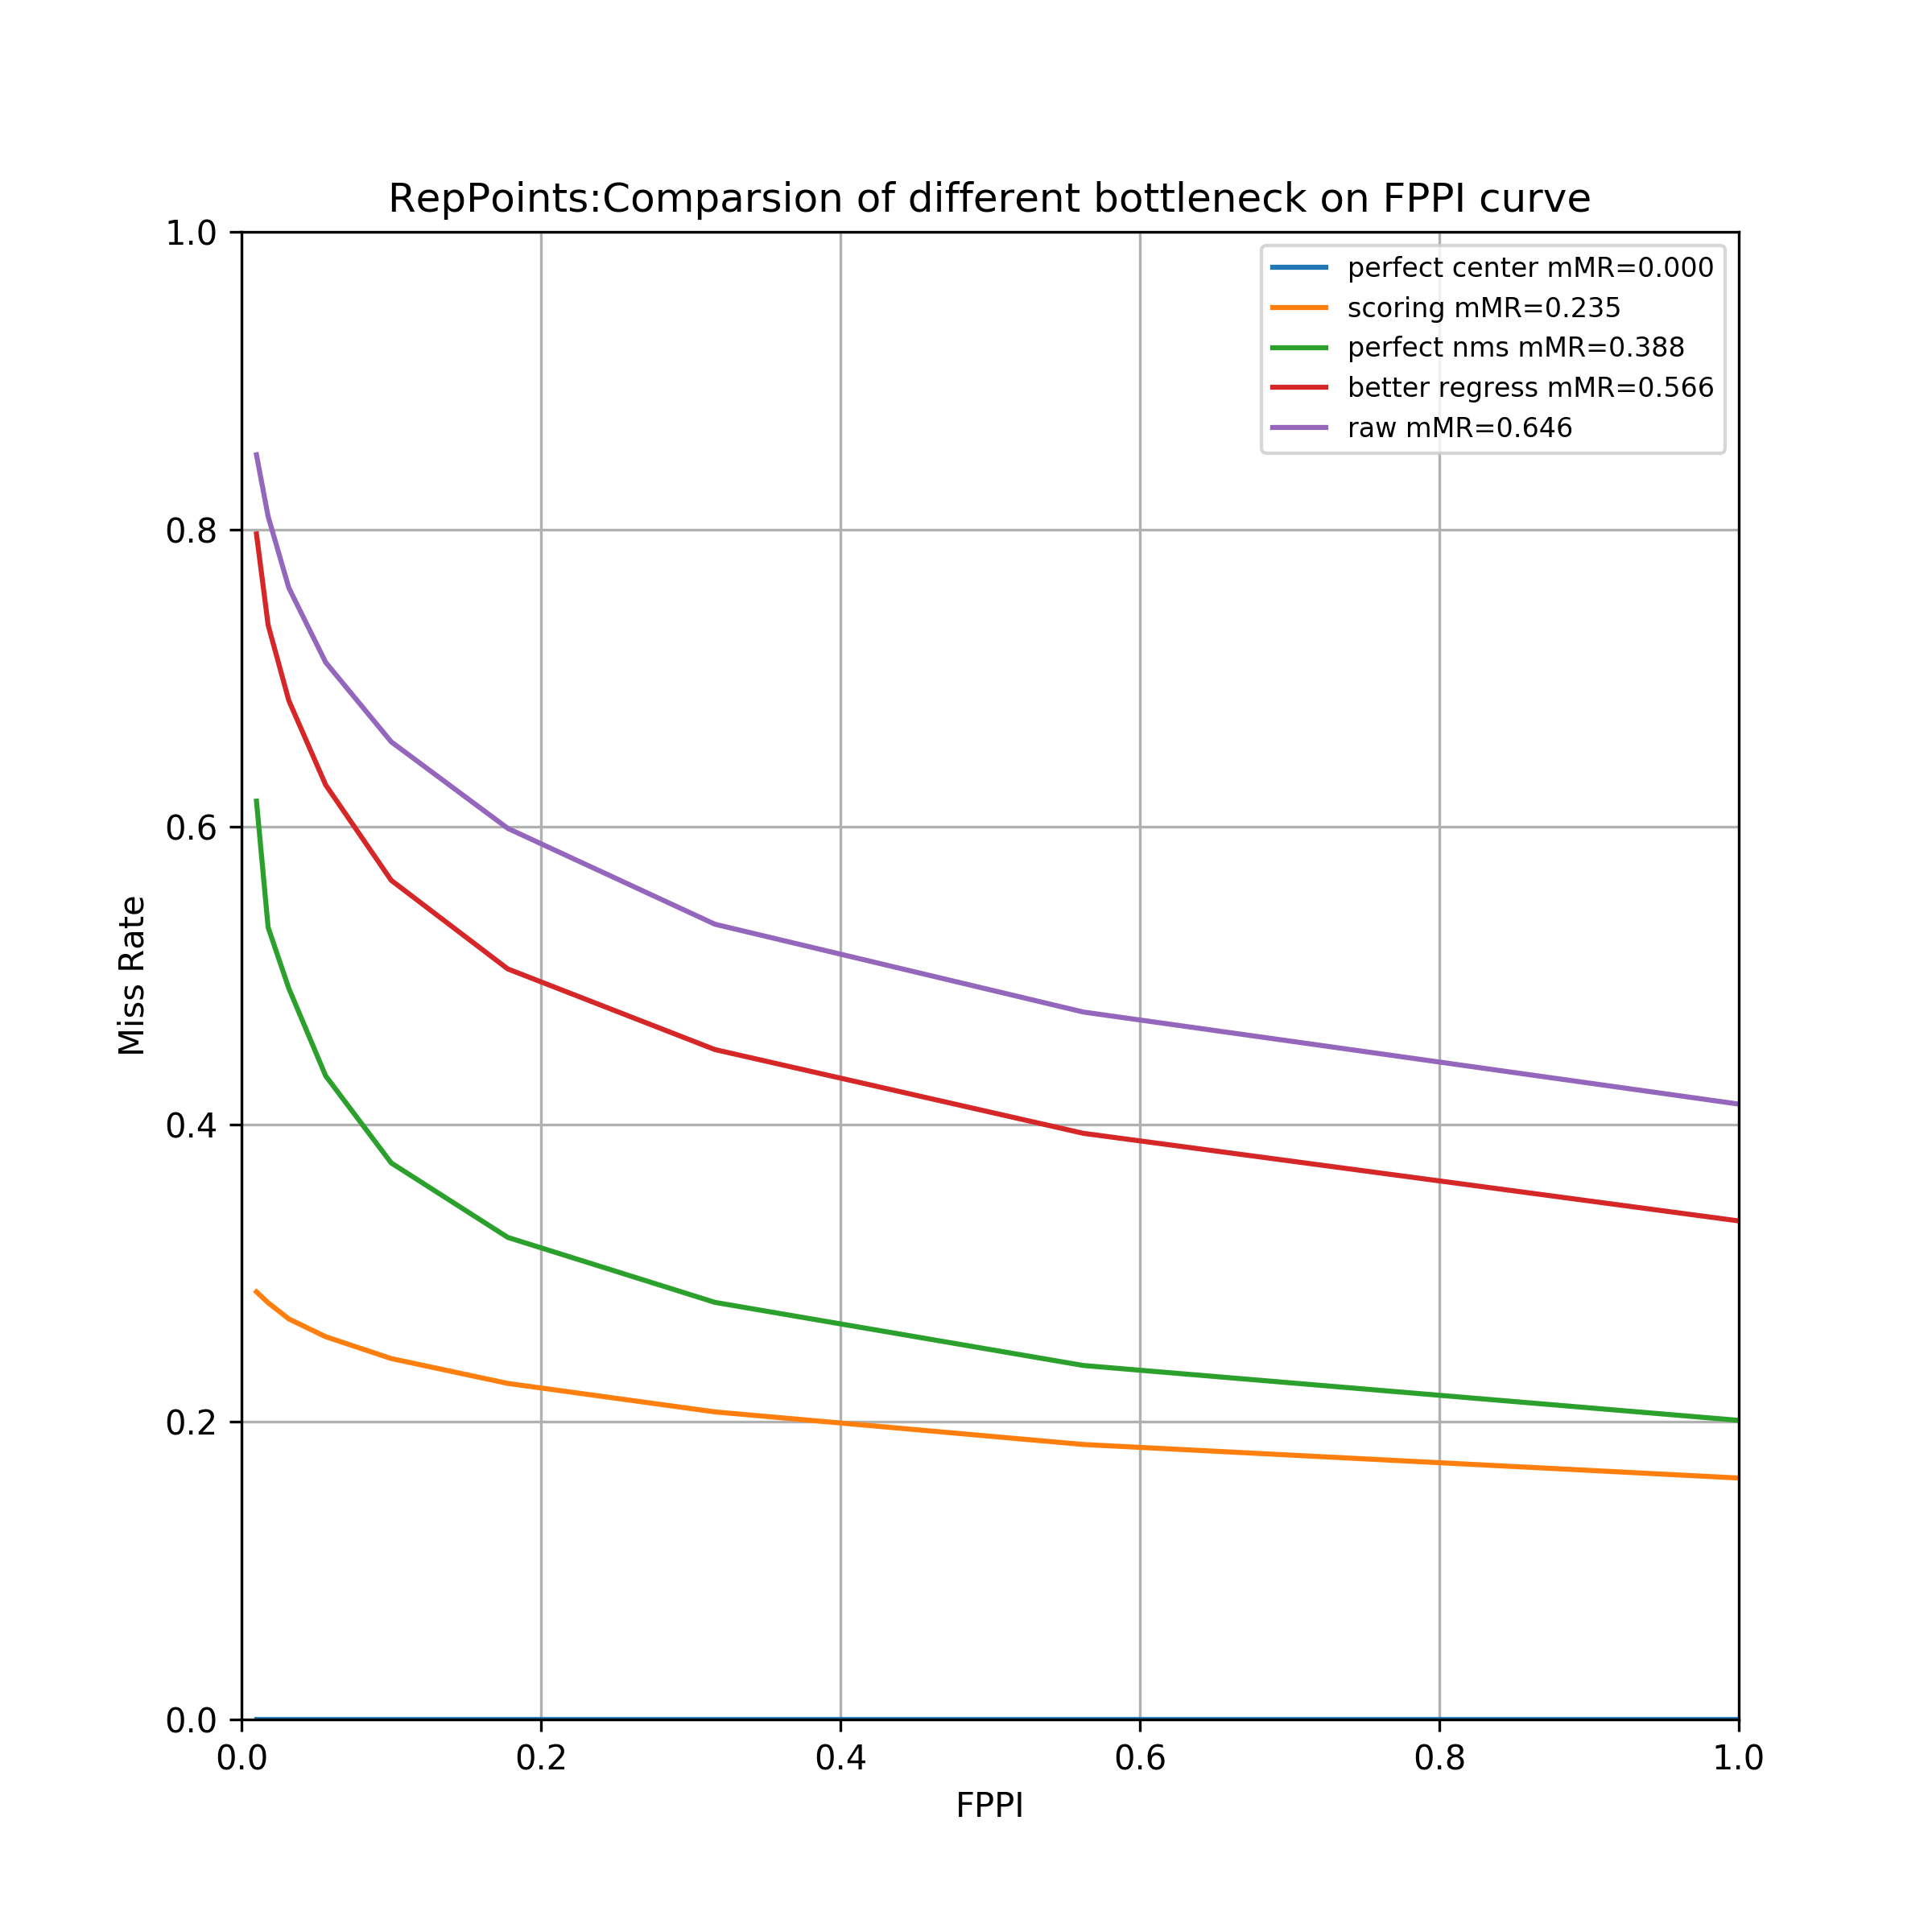 RepPoints:Comparsion of different bottleneck on FPPI curve
perfect center mMR=0.000
scoring mMR=0.235
perfect nms mMR=0.388
better regress mMR=0.566
raw mMR=0.646
Miss Rate
1.0
0.8
0.6
0.4
0.2
0.0
0.0 0.2 0.4 0.6 0.8 1.0
FPPI